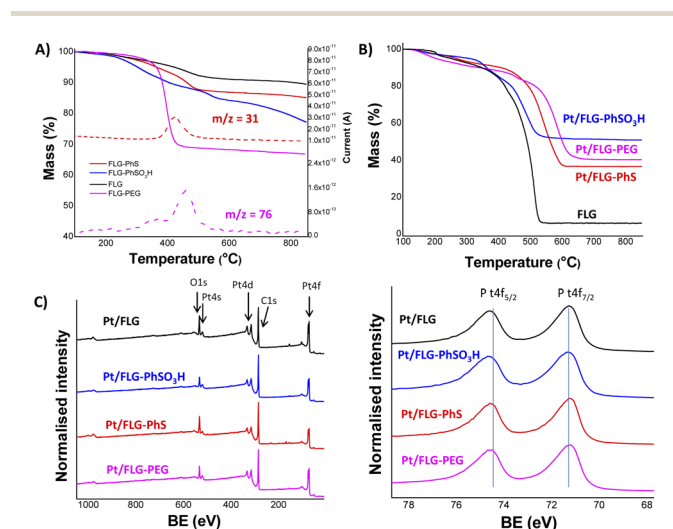 A)
100
90
80
70
60
50
40
Mass (%)
200
400
600
800
Temperature (°C)
9.0x10⁻¹¹
8.0x10⁻¹¹
7.0x10⁻¹¹
6.0x10⁻¹¹
5.0x10⁻¹¹
4.0x10⁻¹¹
3.0x10⁻¹¹
2.0x10⁻¹¹
1.0x10⁻¹¹
2.4x10⁻¹²
1.6x10⁻¹²
8.0x10⁻¹³
0.0
Current (A)
m/z = 31
FLG-PhS
FLG-PhSO₃H
FLG
FLG-PEG
m/z = 76
B)
100
80
60
40
20
0
Mass (%)
100
200
300
400
500
600
700
800
Temperature (°C)
Pt/FLG-PhSO₃H
Pt/FLG-PEG
Pt/FLG-PhS
FLG
C)
O1s
Pt4s
Pt4d
C1s
Pt4f
Pt/FLG
Pt/FLG-PhSO₃H
Pt/FLG-PhS
Pt/FLG-PEG
Normalised intensity
1000
800
600
400
200
0
BE (eV)
P t4f₅/₂
P t4f₇/₂
Pt/FLG
Pt/FLG-PhSO₃H
Pt/FLG-PhS
Pt/FLG-PEG
Normalised intensity
78
76
74
72
70
68
BE (eV)